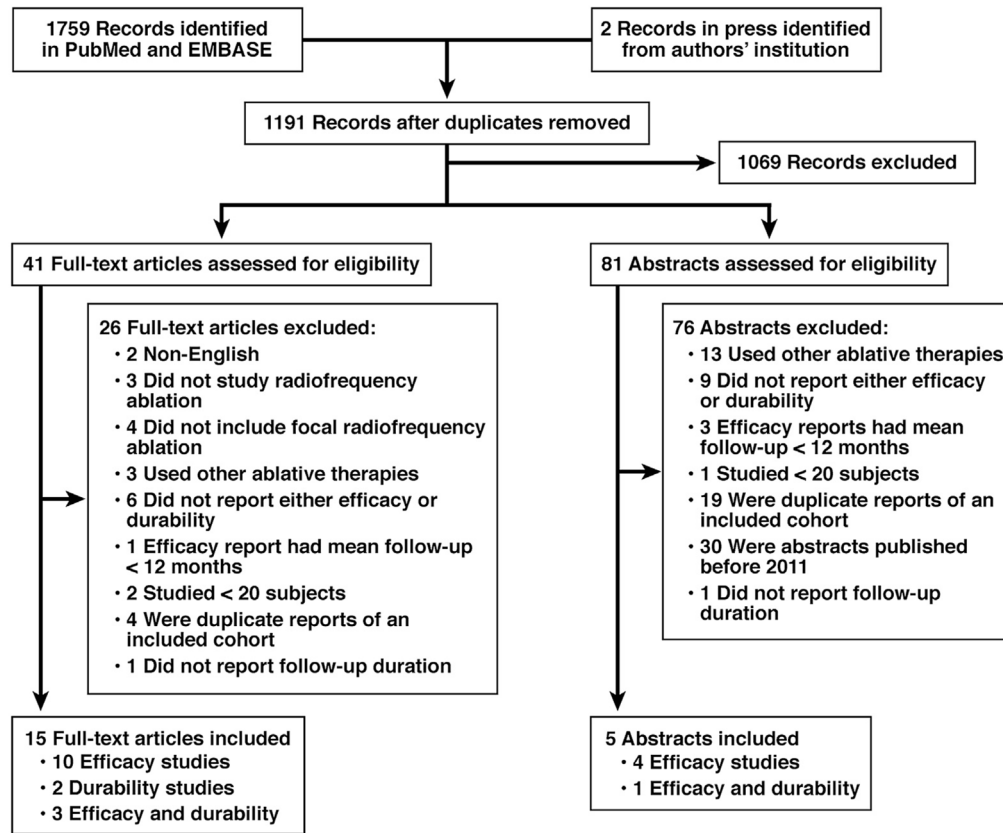 1759 Records identified
in PubMed and EMBASE
2 Records in press identified
from authors' institution
1191 Records after duplicates removed
1069 Records excluded
41 Full-text articles assessed for eligibility
81 Abstracts assessed for eligibility
26 Full-text articles excluded:
• 2 Non-English
• 3 Did not study radiofrequency
ablation
• 4 Did not include focal radiofrequency
ablation
• 3 Used other ablative therapies
• 6 Did not report either efficacy or
durability
• 1 Efficacy report had mean follow-up
< 12 months
• 2 Studied < 20 subjects
• 4 Were duplicate reports of an
included cohort
• 1 Did not report follow-up duration
76 Abstracts excluded:
• 13 Used other ablative therapies
• 9 Did not report either efficacy
or durability
• 3 Efficacy reports had mean
follow-up < 12 months
• 1 Studied < 20 subjects
• 19 Were duplicate reports of an
included cohort
• 30 Were abstracts published
before 2011
• 1 Did not report follow-up
duration
15 Full-text articles included
• 10 Efficacy studies
• 2 Durability studies
• 3 Efficacy and durability
5 Abstracts included
• 4 Efficacy studies
• 1 Efficacy and durability